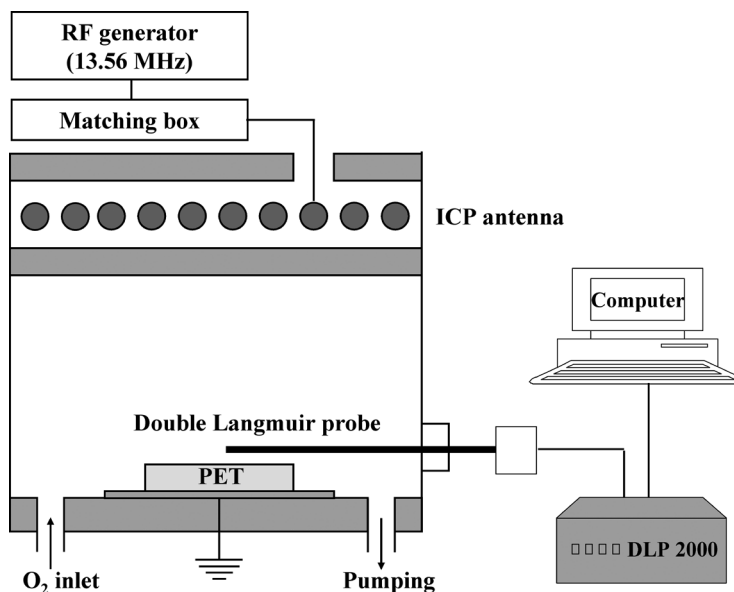 RF generator
(13.56 MHz)
Matching box
ICP antenna
Computer
Double Langmuir probe
PET
DLP 2000
O₂ inlet
Pumping